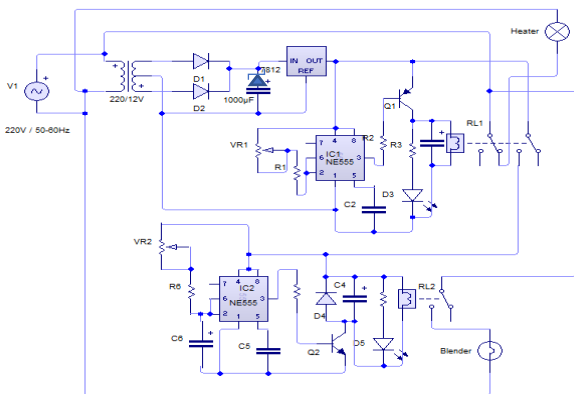 Heater
V1
220V / 50-60Hz
220/12V
D1
D2
7812
1000µF
IN OUT
REF
Q1
RL1
VR1
R1
7 4 8
6 3
2
1 5
IC1
NE555
R2
R3
C2
D3
VR2
R6
7 4 8
6 3
2
1 5
IC2
NE555
C6
C5
D4
C4
Q2
D5
RL2
Blender